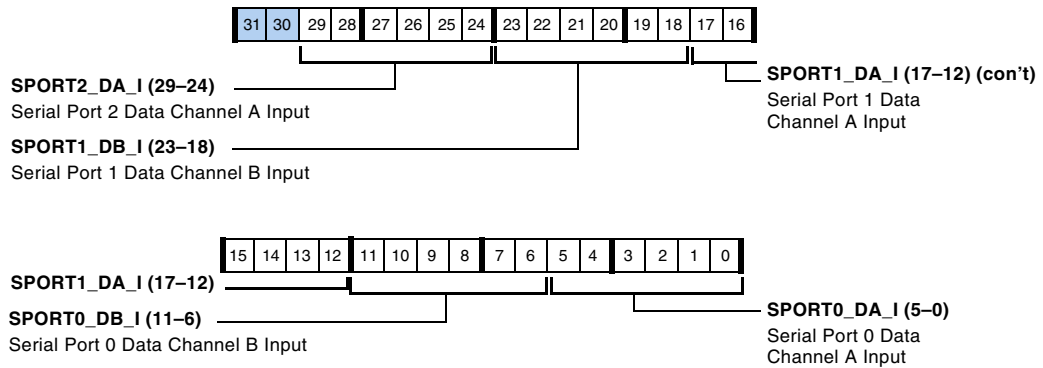 31 30 29 28 27 26 25 24 23 22 21 20 19 18 17 16
SPORT2_DA_I (29–24)
Serial Port 2 Data Channel A Input
SPORT1_DB_I (23–18)
Serial Port 1 Data Channel B Input
SPORT1_DA_I (17–12) (con't)
Serial Port 1 Data
Channel A Input
15 14 13 12 11 10 9 8 7 6 5 4 3 2 1 0
SPORT1_DA_I (17–12)
SPORT0_DB_I (11–6)
Serial Port 0 Data Channel B Input
SPORT0_DA_I (5–0)
Serial Port 0 Data
Channel A Input